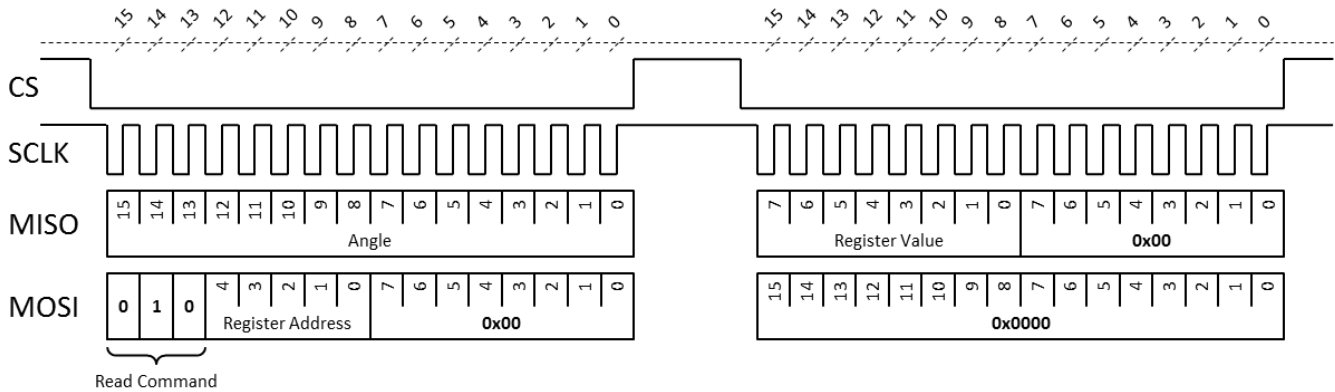 15 14 13 12 11 10 9 8 7 6 5 4 3 2 1 0 15 14 13 12 11 10 9 8 7 6 5 4 3 2 1 0
CS
SCLK
MISO 15 14 13 12 11 10 9 8 7 6 5 4 3 2 1 0 7 6 5 4 3 2 1 0 7 6 5 4 3 2 1 0
Angle Register Value 0x00
MOSI 0 1 0 4 3 2 1 0 7 6 5 4 3 2 1 0 15 14 13 12 11 10 9 8 7 6 5 4 3 2 1 0
Register Address 0x00 0x0000
Read Command